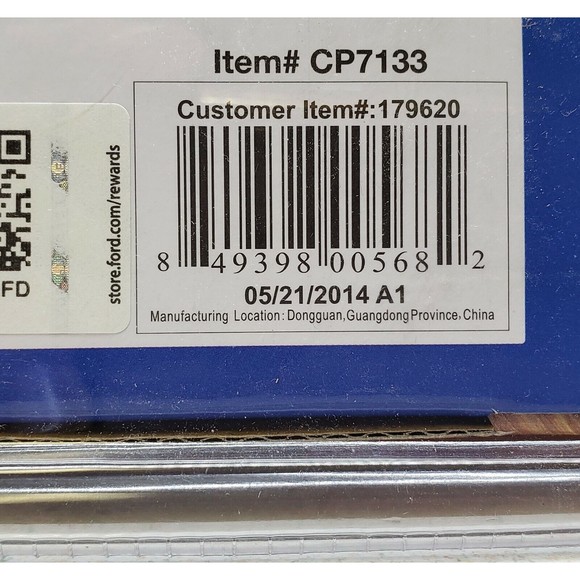 Item# CP7133
Customer Item#:179620
8 49398 00568 2
05/21/2014 A1
Manufacturing Location: Dongguan,Guangdong Province, China
store.ford.com/rewards
FD